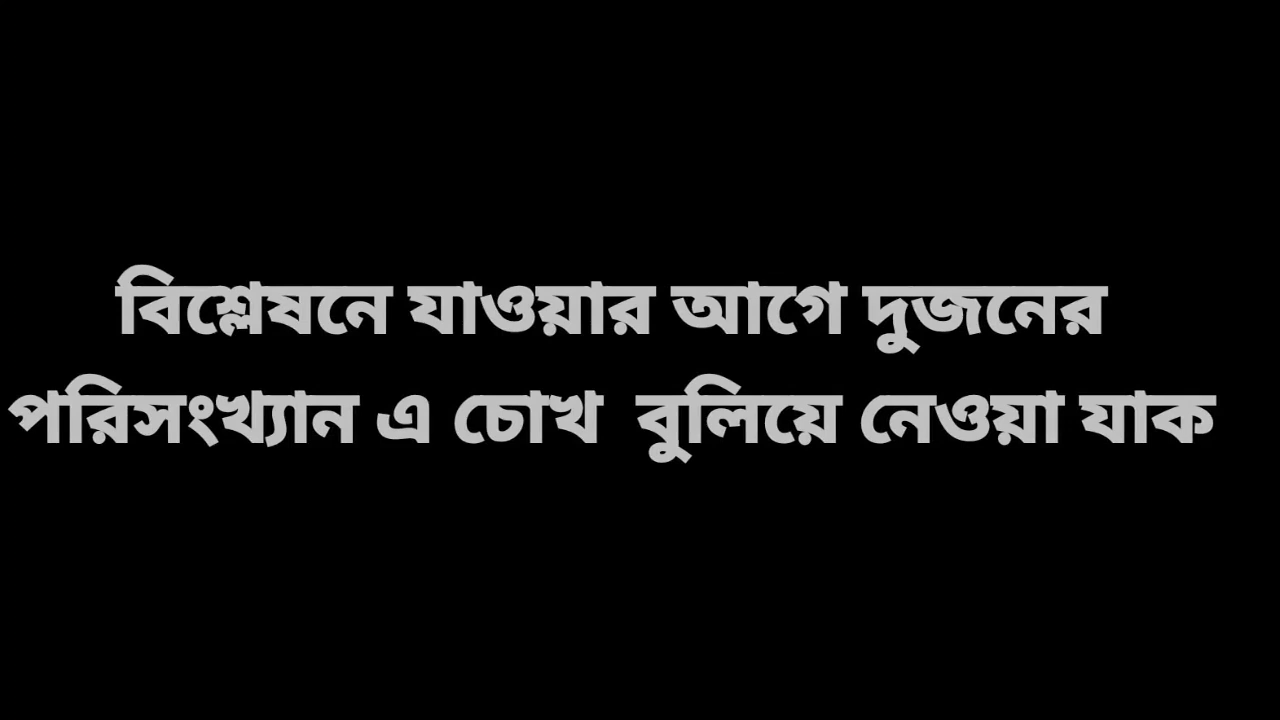 বিশ্লেষনে যাওয়ার আগে দুজনের
পরিসংখ্যান এ চোখ বুলিয়ে নেওয়া যাক